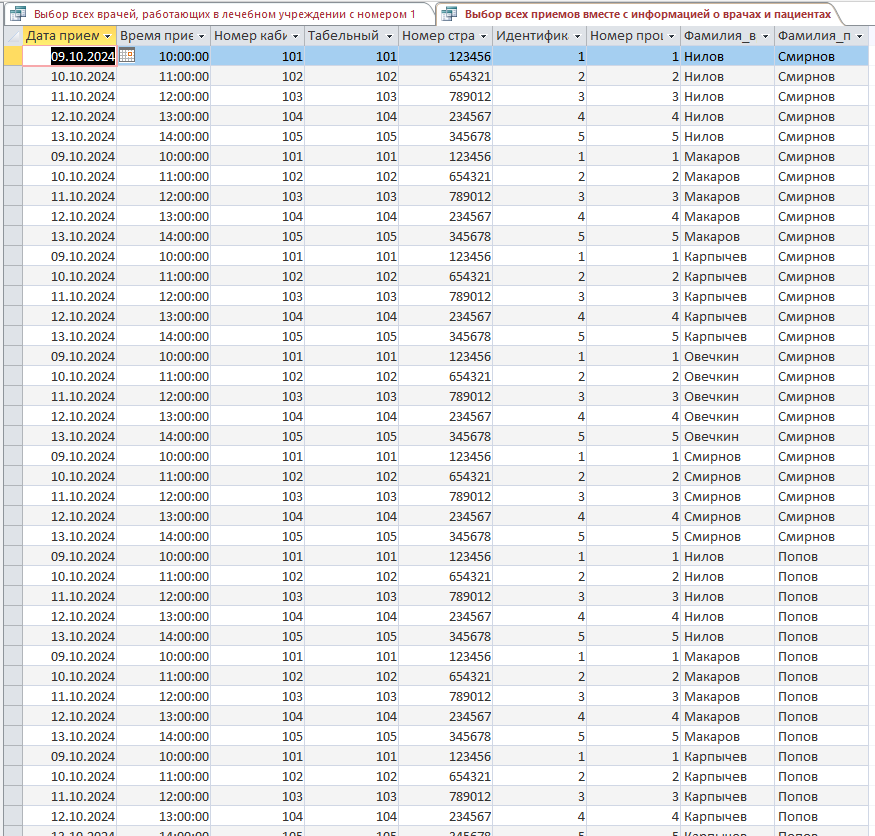 Выбор всех врачей, работающих в лечебном учреждении с номером 1 Выбор всех приемов вместе с информацией о врачах и пациентах
Дата прием Время прие Номер каби Табельный Номер стра Идентифика Номер проц Фамилия_в Фамилия_п
09.10.2024 10:00:00 101 101 123456 1 1 Нилов Смирнов
10.10.2024 11:00:00 102 102 654321 2 2 Нилов Смирнов
11.10.2024 12:00:00 103 103 789012 3 3 Нилов Смирнов
12.10.2024 13:00:00 104 104 234567 4 4 Нилов Смирнов
13.10.2024 14:00:00 105 105 345678 5 5 Нилов Смирнов
09.10.2024 10:00:00 101 101 123456 1 1 Макаров Смирнов
10.10.2024 11:00:00 102 102 654321 2 2 Макаров Смирнов
11.10.2024 12:00:00 103 103 789012 3 3 Макаров Смирнов
12.10.2024 13:00:00 104 104 234567 4 4 Макаров Смирнов
13.10.2024 14:00:00 105 105 345678 5 5 Макаров Смирнов
09.10.2024 10:00:00 101 101 123456 1 1 Карпычев Смирнов
10.10.2024 11:00:00 102 102 654321 2 2 Карпычев Смирнов
11.10.2024 12:00:00 103 103 789012 3 3 Карпычев Смирнов
12.10.2024 13:00:00 104 104 234567 4 4 Карпычев Смирнов
13.10.2024 14:00:00 105 105 345678 5 5 Карпычев Смирнов
09.10.2024 10:00:00 101 101 123456 1 1 Овечкин Смирнов
10.10.2024 11:00:00 102 102 654321 2 2 Овечкин Смирнов
11.10.2024 12:00:00 103 103 789012 3 3 Овечкин Смирнов
12.10.2024 13:00:00 104 104 234567 4 4 Овечкин Смирнов
13.10.2024 14:00:00 105 105 345678 5 5 Овечкин Смирнов
09.10.2024 10:00:00 101 101 123456 1 1 Смирнов Смирнов
10.10.2024 11:00:00 102 102 654321 2 2 Смирнов Смирнов
11.10.2024 12:00:00 103 103 789012 3 3 Смирнов Смирнов
12.10.2024 13:00:00 104 104 234567 4 4 Смирнов Смирнов
13.10.2024 14:00:00 105 105 345678 5 5 Смирнов Смирнов
09.10.2024 10:00:00 101 101 123456 1 1 Нилов Попов
10.10.2024 11:00:00 102 102 654321 2 2 Нилов Попов
11.10.2024 12:00:00 103 103 789012 3 3 Нилов Попов
12.10.2024 13:00:00 104 104 234567 4 4 Нилов Попов
13.10.2024 14:00:00 105 105 345678 5 5 Нилов Попов
09.10.2024 10:00:00 101 101 123456 1 1 Макаров Попов
10.10.2024 11:00:00 102 102 654321 2 2 Макаров Попов
11.10.2024 12:00:00 103 103 789012 3 3 Макаров Попов
12.10.2024 13:00:00 104 104 234567 4 4 Макаров Попов
13.10.2024 14:00:00 105 105 345678 5 5 Макаров Попов
09.10.2024 10:00:00 101 101 123456 1 1 Карпычев Попов
10.10.2024 11:00:00 102 102 654321 2 2 Карпычев Попов
11.10.2024 12:00:00 103 103 789012 3 3 Карпычев Попов
12.10.2024 13:00:00 104 104 234567 4 4 Карпычев Попов
13.10.2024 14:00:00 105 105 345678 5 5 Карпычев Попов